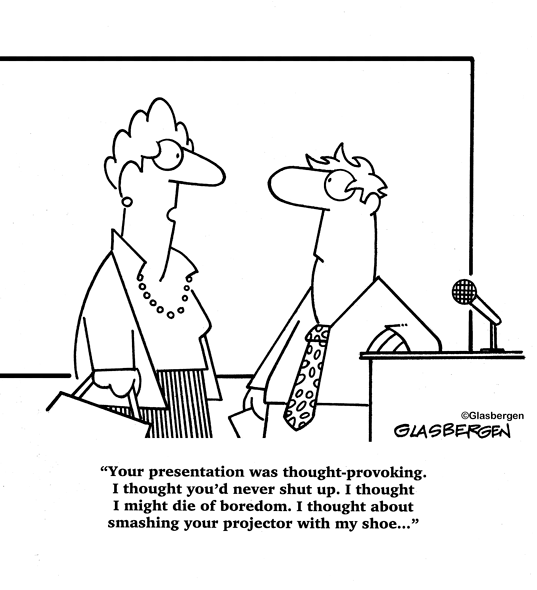 ©Glasbergen
GLASBERGEN
“Your presentation was thought-provoking.
I thought you’d never shut up. I thought
I might die of boredom. I thought about
smashing your projector with my shoe...”